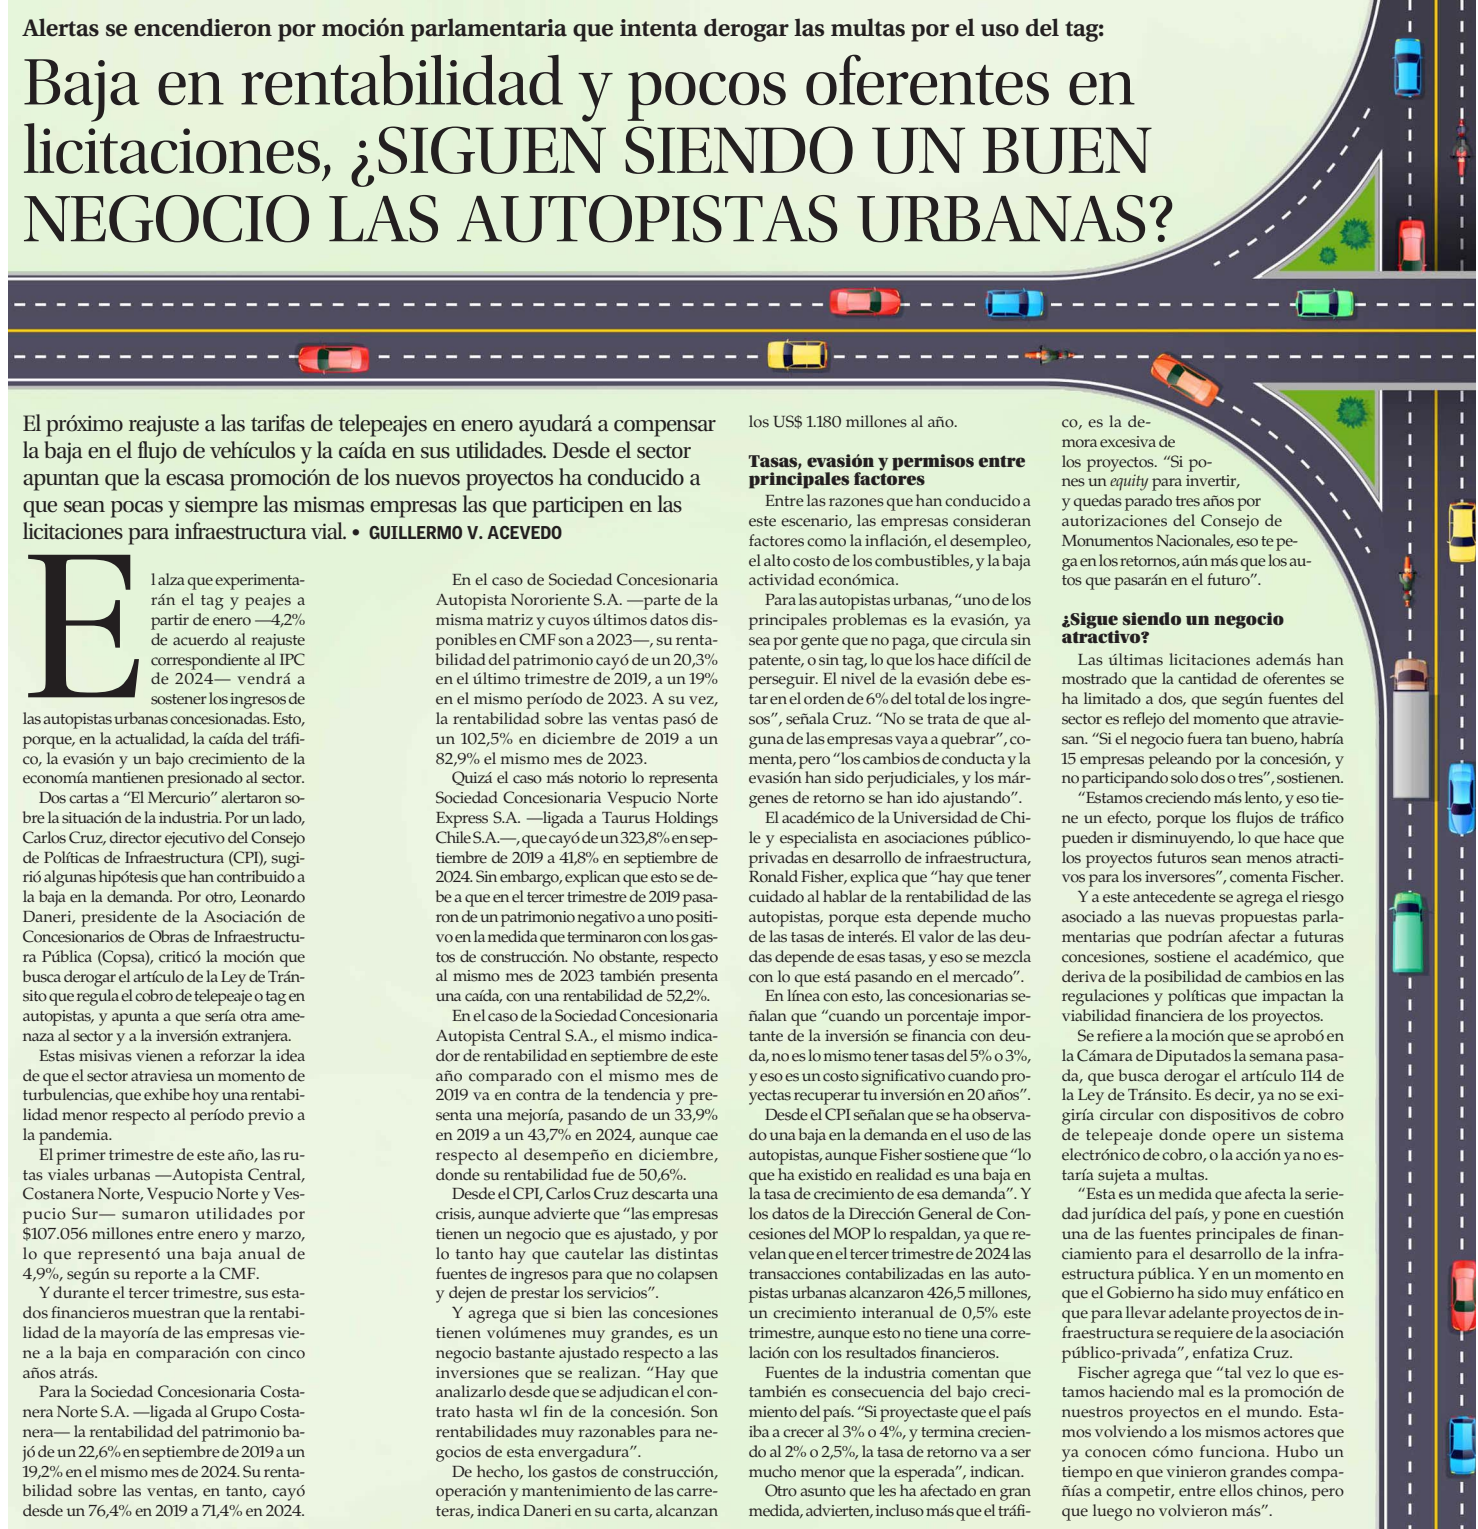 Alertas se encendieron por moción parlamentaria que intenta derogar las multas por el uso del tag:
Baja en rentabilidad y pocos oferentes en
licitaciones, ¿SIGUEN SIENDO UN BUEN
NEGOCIO LAS AUTOPISTAS URBANAS?
El próximo reajuste a las tarifas de telepeajes en enero ayudará a compensar
la baja en el flujo de vehículos y la caída en sus utilidades. Desde el sector
apuntan que la escasa promoción de los nuevos proyectos ha conducido a
que sean pocas y siempre las mismas empresas las que participen en las
licitaciones para infraestructura vial. • GUILLERMO V. ACEVEDO
El alza que experimenta-
rán el tag y peajes a
partir de enero —4,2%
de acuerdo al reajuste
correspondiente al IPC
de 2024— vendrá a
sostener los ingresos de
las autopistas urbanas concesionadas. Esto,
porque, en la actualidad, la caída del tráfi-
co, la evasión y un bajo crecimiento de la
economía mantienen presionado al sector.
Dos cartas a “El Mercurio” alertaron so-
bre la situación de la industria. Por un lado,
Carlos Cruz, director ejecutivo del Consejo
de Políticas de Infraestructura (CPI), sugi-
rió algunas hipótesis que han contribuido a
la baja en la demanda. Por otro, Leonardo
Daneri, presidente de la Asociación de
Concesionarios de Obras de Infraestructu-
ra Pública (Copsa), criticó la moción que
busca derogar el artículo de la Ley de Trán-
sito que regula el cobro de telepeaje o tag en
autopistas, y apunta a que sería otra ame-
naza al sector y a la inversión extranjera.
Estas misivas vienen a reforzar la idea
de que el sector atraviesa un momento de
turbulencias, que exhibe hoy una rentabi-
lidad menor respecto al período previo a
la pandemia.
El primer trimestre de este año, las ru-
tas viales urbanas —Autopista Central,
Costanera Norte, Vespucio Norte y Ves-
pucio Sur— sumaron utilidades por
$107.056 millones entre enero y marzo,
lo que representó una baja anual de
4,9%, según su reporte a la CMF.
Y durante el tercer trimestre, sus esta-
dos financieros muestran que la rentabi-
lidad de la mayoría de las empresas vie-
ne a la baja en comparación con cinco
años atrás.
Para la Sociedad Concesionaria Costa-
nera Norte S.A. —ligada al Grupo Costa-
nera— la rentabilidad del patrimonio ba-
jó de un 22,6% en septiembre de 2019 a un
19,2% en el mismo mes de 2024. Su renta-
bilidad sobre las ventas, en tanto, cayó
desde un 76,4% en 2019 a 71,4% en 2024.
En el caso de Sociedad Concesionaria
Autopista Nororiente S.A. —parte de la
misma matriz y cuyos últimos datos dis-
ponibles en CMF son a 2023—, su renta-
bilidad del patrimonio cayó de un 20,3%
en el último trimestre de 2019, a un 19%
en el mismo período de 2023. A su vez,
la rentabilidad sobre las ventas pasó de
un 102,5% en diciembre de 2019 a un
82,9% el mismo mes de 2023.
Quizá el caso más notorio lo representa
Sociedad Concesionaria Vespucio Norte
Express S.A. —ligada a Taurus Holdings
Chile S.A.—, que cayó de un 323,8% en sep-
tiembre de 2019 a 41,8% en septiembre de
2024. Sin embargo, explican que esto se de-
be a que en el tercer trimestre de 2019 pasa-
ron de un patrimonio negativo a uno positi-
vo en la medida que terminaron con los gas-
tos de construcción. No obstante, respecto
al mismo mes de 2023 también presenta
una caída, con una rentabilidad de 52,2%.
En el caso de la Sociedad Concesionaria
Autopista Central S.A., el mismo indica-
dor de rentabilidad en septiembre de este
año comparado con el mismo mes de
2019 va en contra de la tendencia y pre-
senta una mejoría, pasando de un 33,9%
en 2019 a un 43,7% en 2024, aunque cae
respecto al desempeño en diciembre,
donde su rentabilidad fue de 50,6%.
Desde el CPI, Carlos Cruz descarta una
crisis, aunque advierte que “las empresas
tienen un negocio que es ajustado, y por
lo tanto hay que cautelar las distintas
fuentes de ingresos para que no colapsen
y dejen de prestar los servicios”.
Y agrega que si bien las concesiones
tienen volúmenes muy grandes, es un
negocio bastante ajustado respecto a las
inversiones que se realizan. “Hay que
analizarlo desde que se adjudican el con-
trato hasta wl fin de la concesión. Son
rentabilidades muy razonables para ne-
gocios de esta envergadura”.
De hecho, los gastos de construcción,
operación y mantenimiento de las carre-
teras, indica Daneri en su carta, alcanzan
los US$ 1.180 millones al año.
Tasas, evasión y permisos entre
principales factores
Entre las razones que han conducido a
este escenario, las empresas consideran
factores como la inflación, el desempleo,
el alto costo de los combustibles, y la baja
actividad económica.
Para las autopistas urbanas, “uno de los
principales problemas es la evasión, ya
sea por gente que no paga, que circula sin
patente, o sin tag, lo que los hace difícil de
perseguir. El nivel de la evasión debe es-
tar en el orden de 6% del total de los ingre-
sos”, señala Cruz. “No se trata de que al-
guna de las empresas vaya a quebrar”, co-
menta, pero “los cambios de conducta y la
evasión han sido perjudiciales, y los már-
genes de retorno se han ido ajustando”.
El académico de la Universidad de Chi-
le y especialista en asociaciones público-
privadas en desarrollo de infraestructura,
Ronald Fisher, explica que “hay que tener
cuidado al hablar de la rentabilidad de las
autopistas, porque esta depende mucho
de las tasas de interés. El valor de las deu-
das depende de esas tasas, y eso se mezcla
con lo que está pasando en el mercado”.
En línea con esto, las concesionarias se-
ñalan que “cuando un porcentaje impor-
tante de la inversión se financia con deu-
da, no es lo mismo tener tasas del 5% o 3%,
y eso es un costo significativo cuando pro-
yectas recuperar tu inversión en 20 años”.
Desde el CPI señalan que se ha observa-
do una baja en la demanda en el uso de las
autopistas, aunque Fisher sostiene que “lo
que ha existido en realidad es una baja en
la tasa de crecimiento de esa demanda”. Y
los datos de la Dirección General de Con-
cesiones del MOP lo respaldan, ya que re-
velan que en el tercer trimestre de 2024 las
transacciones contabilizadas en las auto-
pistas urbanas alcanzaron 426,5 millones,
un crecimiento interanual de 0,5% este
trimestre, aunque esto no tiene una corre-
lación con los resultados financieros.
Fuentes de la industria comentan que
también es consecuencia del bajo creci-
miento del país. “Si proyectaste que el país
iba a crecer al 3% o 4%, y termina crecien-
do al 2% o 2,5%, la tasa de retorno va a ser
mucho menor que la esperada”, indican.
Otro asunto que les ha afectado en gran
medida, advierten, incluso más que el tráfi-
co, es la de-
mora excesiva de
los proyectos. “Si po-
nes un equity para invertir,
y quedas parado tres años por
autorizaciones del Consejo de
Monumentos Nacionales, eso te pe-
ga en los retornos, aún más que los au-
tos que pasarán en el futuro”.
¿Sigue siendo un negocio
atractivo?
Las últimas licitaciones además han
mostrado que la cantidad de oferentes se
ha limitado a dos, que según fuentes del
sector es reflejo del momento que atravie-
san. “Si el negocio fuera tan bueno, habría
15 empresas peleando por la concesión, y
no participando solo dos o tres”, sostienen.
“Estamos creciendo más lento, y eso tie-
ne un efecto, porque los flujos de tráfico
pueden ir disminuyendo, lo que hace que
los proyectos futuros sean menos atracti-
vos para los inversores”, comenta Fischer.
Y a este antecedente se agrega el riesgo
asociado a las nuevas propuestas parla-
mentarias que podrían afectar a futuras
concesiones, sostiene el académico, que
deriva de la posibilidad de cambios en las
regulaciones y políticas que impactan la
viabilidad financiera de los proyectos.
Se refiere a la moción que se aprobó en
la Cámara de Diputados la semana pasa-
da, que busca derogar el artículo 114 de
la Ley de Tránsito. Es decir, ya no se exi-
giría circular con dispositivos de cobro
de telepeaje donde opere un sistema
electrónico de cobro, o la acción ya no es-
taría sujeta a multas.
“Esta es un medida que afecta la serie-
dad jurídica del país, y pone en cuestión
una de las fuentes principales de finan-
ciamiento para el desarrollo de la infra-
estructura pública. Y en un momento en
que el Gobierno ha sido muy enfático en
que para llevar adelante proyectos de in-
fraestructura se requiere de la asociación
público-privada”, enfatiza Cruz.
Fischer agrega que “tal vez lo que es-
tamos haciendo mal es la promoción de
nuestros proyectos en el mundo. Esta-
mos volviendo a los mismos actores que
ya conocen cómo funciona. Hubo un
tiempo en que vinieron grandes compa-
ñías a competir, entre ellos chinos, pero
que luego no volvieron más”.